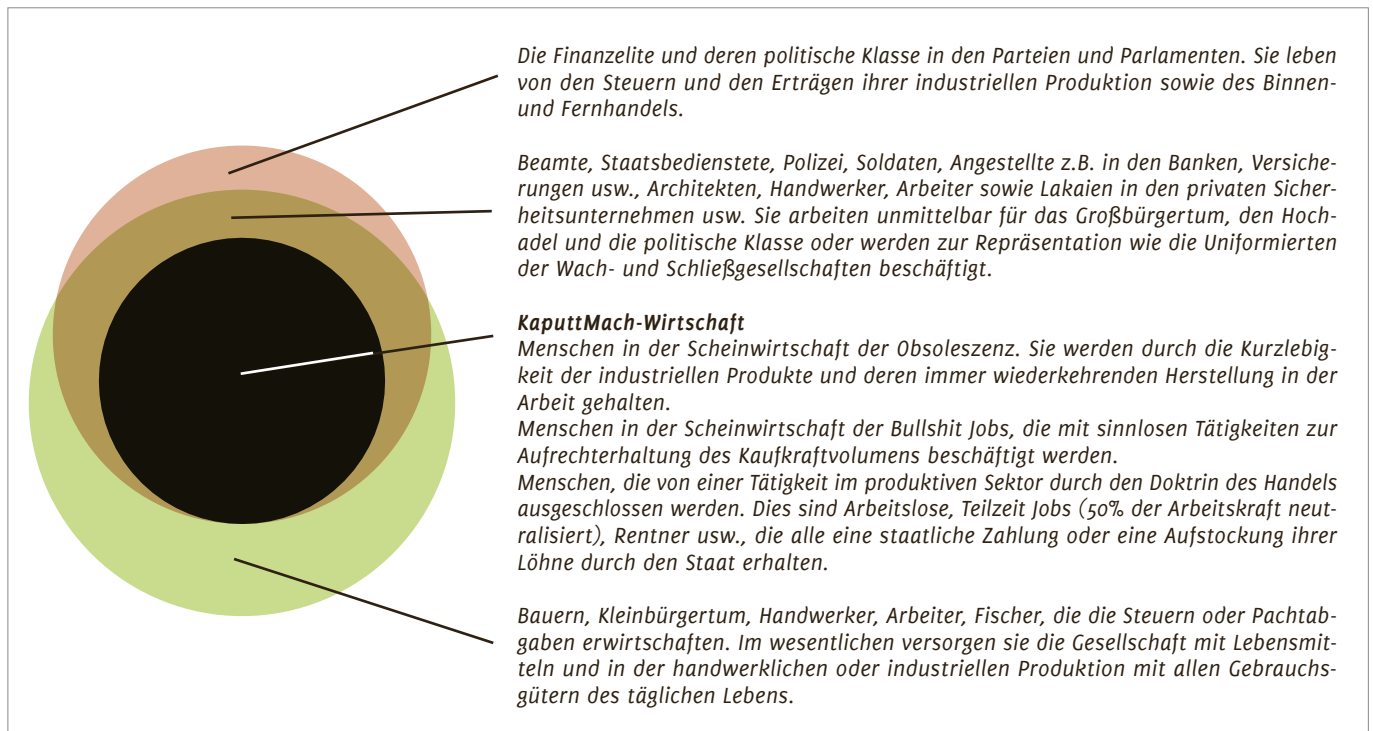 Die Finanzelite und deren politische Klasse in den Parteien und Parlamenten. Sie leben
von den Steuern und den Erträgen ihrer industriellen Produktion sowie des Binnen-
und Fernhandels.
Beamte, Staatsbedienstete, Polizei, Soldaten, Angestellte z.B. in den Banken, Versiche-
rungen usw., Architekten, Handwerker, Arbeiter sowie Lakaien in den privaten Sicher-
heitsunternehmen usw. Sie arbeiten unmittelbar für das Großbürgertum, den Hoch-
adel und die politische Klasse oder werden zur Repräsentation wie die Uniformierten
der Wach- und Schließgesellschaften beschäftigt.
KaputtMach-Wirtschaft
Menschen in der Scheinwirtschaft der Obsoleszenz. Sie werden durch die Kurzlebig-
keit der industriellen Produkte und deren immer wiederkehrenden Herstellung in der
Arbeit gehalten.
Menschen in der Scheinwirtschaft der Bullshit Jobs, die mit sinnlosen Tätigkeiten zur
Aufrechterhaltung des Kaufkraftvolumens beschäftigt werden.
Menschen, die von einer Tätigkeit im produktiven Sektor durch den Doktrin des Handels
ausgeschlossen werden. Dies sind Arbeitslose, Teilzeit Jobs (50% der Arbeitskraft neut-
ralisiert), Rentner usw., die alle eine staatliche Zahlung oder eine Aufstockung ihrer
Löhne durch den Staat erhalten.
Bauern, Kleinbürgertum, Handwerker, Arbeiter, Fischer, die die Steuern oder Pachtab-
gaben erwirtschaften. Im wesentlichen versorgen sie die Gesellschaft mit Lebensmit-
teln und in der handwerklichen oder industriellen Produktion mit allen Gebrauchs-
gütern des täglichen Lebens.